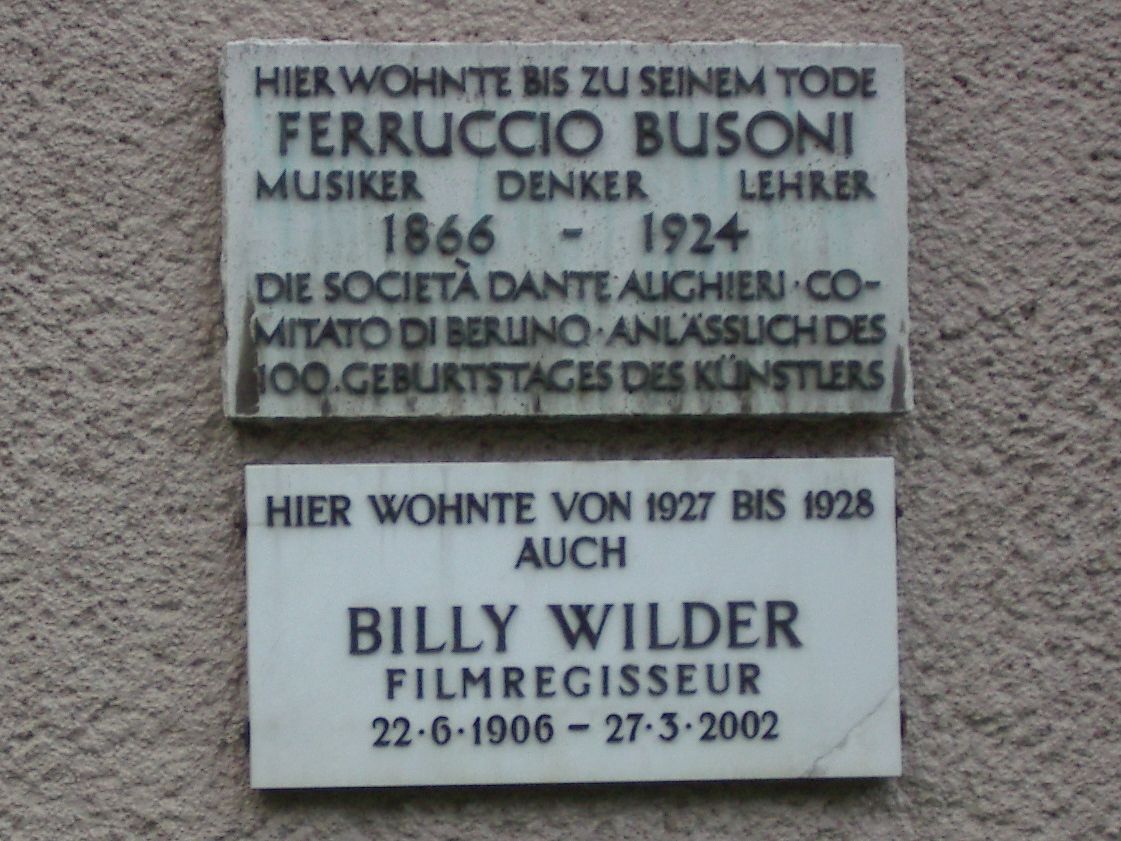 HIER WOHNTE BIS ZU SEINEM TODE
FERRUCCIO BUSONI
MUSIKER DENKER LEHRER
1866 - 1924
DIE SOCIETÀ DANTE ALIGHIERI · CO-
MITATO DI BERLINO · ANLÄSSLICH DES
100. GEBURTSTAGES DES KÜNSTLERS
HIER WOHNTE VON 1927 BIS 1928
AUCH
BILLY WILDER
FILMREGISSEUR
22·6·1906 – 27·3·2002